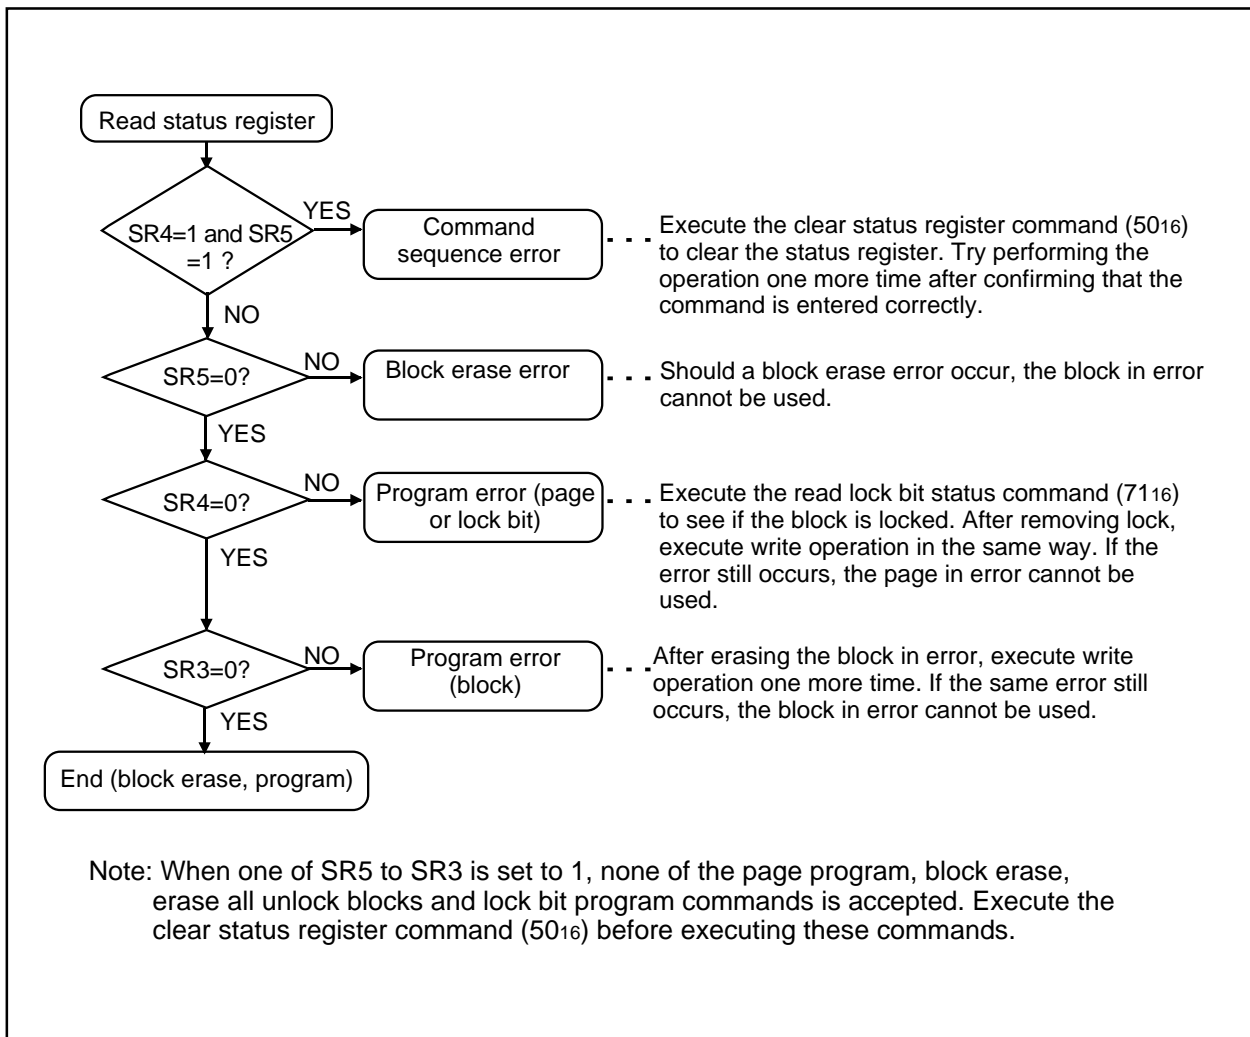 Read status register
YES
SR4=1 and SR5
=1 ?
Command
sequence error
Execute the clear status register command (5016)
to clear the status register. Try performing the
operation one more time after confirming that the
command is entered correctly.
NO
SR5=0?
NO
Block erase error
Should a block erase error occur, the block in error
cannot be used.
YES
SR4=0?
NO
Program error (page
or lock bit)
Execute the read lock bit status command (7116)
to see if the block is locked. After removing lock,
execute write operation in the same way. If the
error still occurs, the page in error cannot be
used.
YES
SR3=0?
NO
Program error
(block)
After erasing the block in error, execute write
operation one more time. If the same error still
occurs, the block in error cannot be used.
YES
End (block erase, program)
Note: When one of SR5 to SR3 is set to 1, none of the page program, block erase,
erase all unlock blocks and lock bit program commands is accepted. Execute the
clear status register command (5016) before executing these commands.